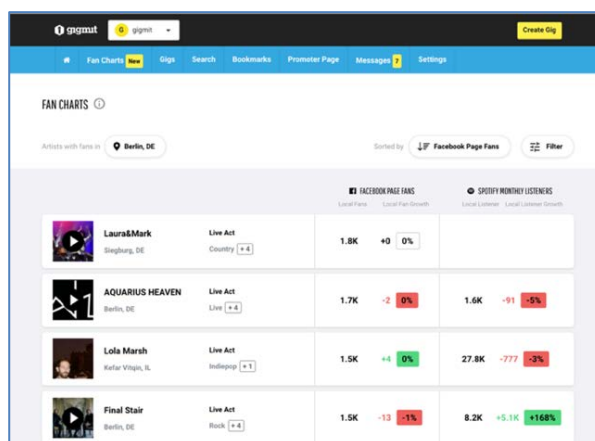 gigmit G gigmit Create Gig
Fan Charts New Gigs Search Bookmarks Promoter Page Messages 7 Settings
FAN CHARTS
Artists with fans in Berlin, DE Sorted by Facebook Page Fans Filter
FACEBOOK PAGE FANS SPOTIFY MONTHLY LISTENERS
Local Fans Local Fan Growth Local Listener Local Listener Growth
Laura&Mark Live Act
1.8K +0 0%
Siegburg, DE Country + 4
AQUARIUS HEAVEN Live Act
1.7K -2 0% 1.6K -91 -5%
Berlin, DE Live + 4
Lola Marsh Live Act
1.5K +4 0% 27.8K -777 -3%
Kefar Vitqin, IL Indiepop + 1
Final Stair Live Act
1.5K -13 -1% 8.2K +5.1K +168%
Berlin, DE Rock + 4